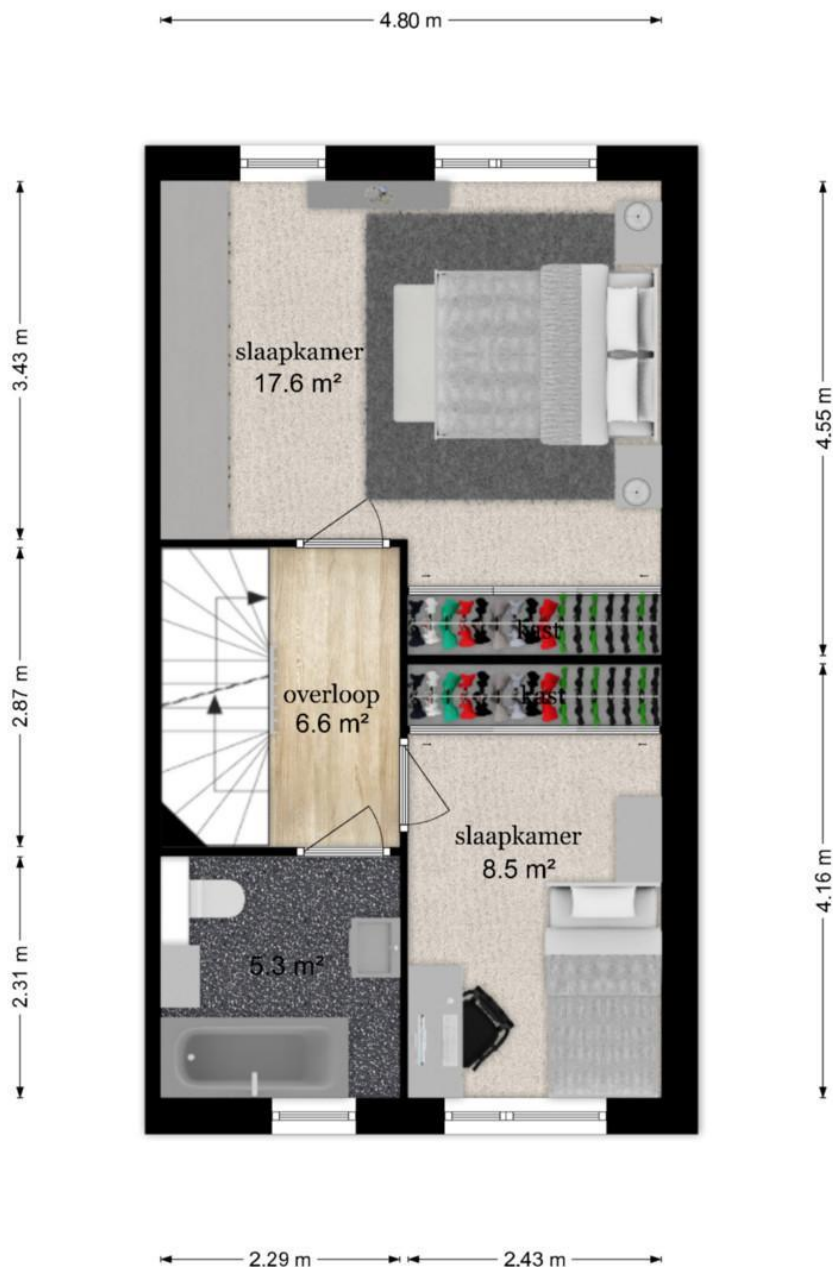 4.80 m
3.43 m
4.55 m
slaapkamer
17.6 m²
kast
kast
2.87 m
overloop
6.6 m²
slaapkamer
8.5 m²
4.16 m
2.31 m
5.3 m²
2.29 m
2.43 m